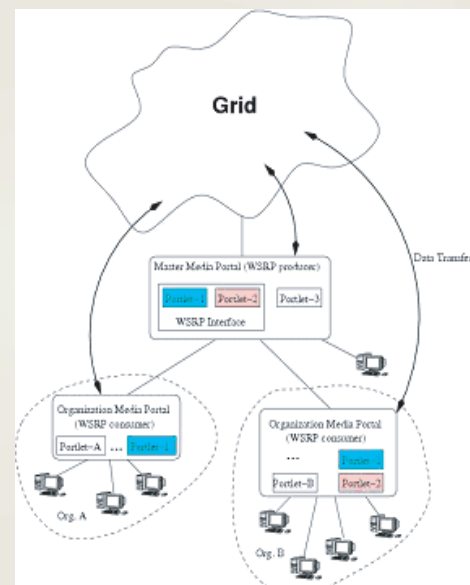 Grid
Data Transfer
Master Media Portal (WSRP producer)
Portlet-1 Portlet-2 Portlet-3
WSRP Interface
Organization Media Portal
(WSRP consumer)
Portlet-A ... Portlet-1
Org. A
Organization Media Portal
(WSRP consumer)
... Portlet-1
Portlet-B Portlet-2
Org. B